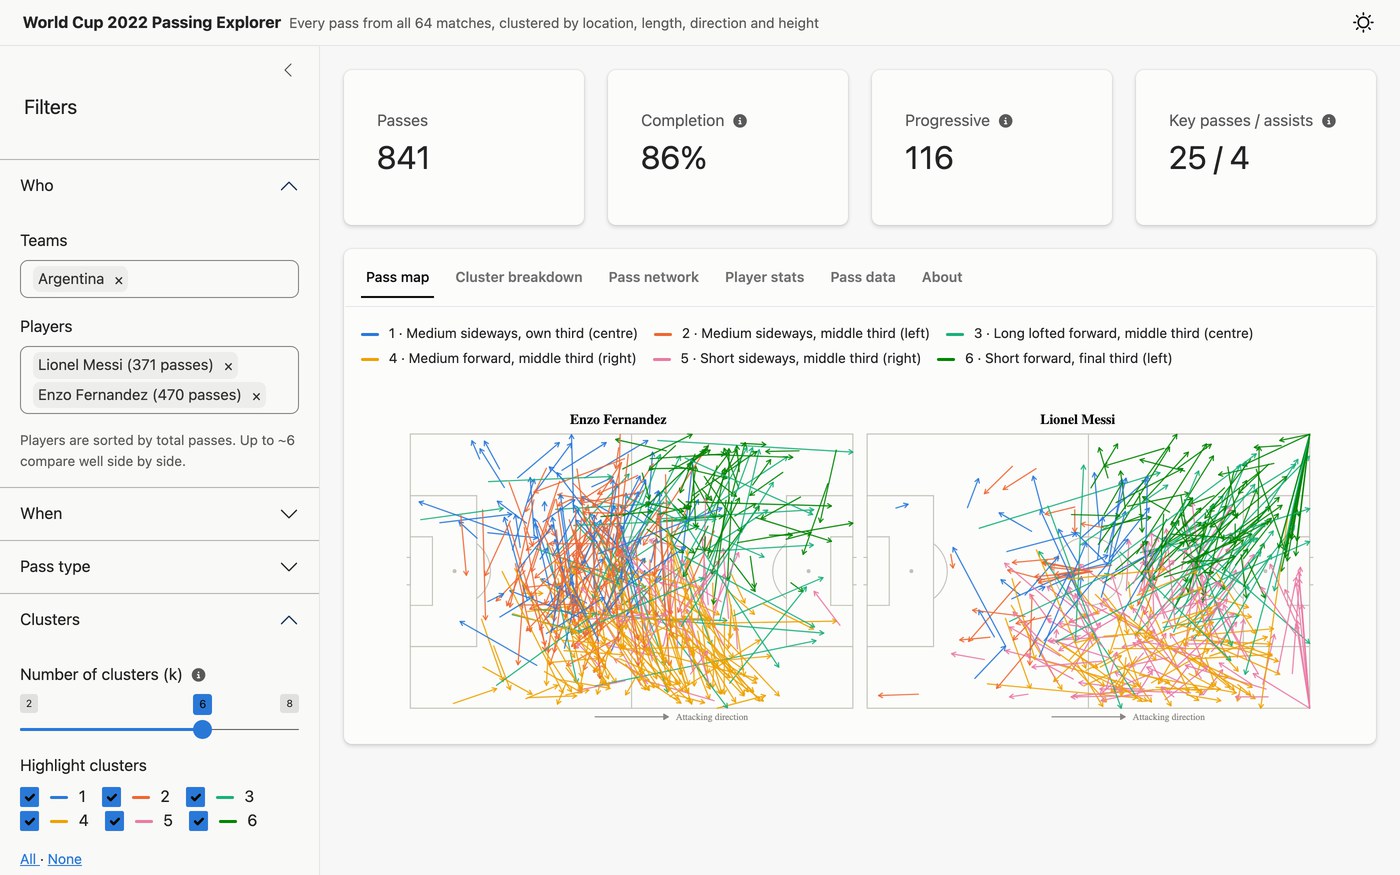 World Cup 2022 Passing Explorer Every pass from all 64 matches, clustered by location, length, direction and height
Filters
Who
Teams
Argentina ×
Players
Lionel Messi (371 passes) ×
Enzo Fernandez (470 passes) ×
Players are sorted by total passes. Up to ~6
compare well side by side.
When
Pass type
Clusters
Number of clusters (k)
2 6 8
Highlight clusters
1 2 3
4 5 6
All · None
Passes
841
Completion
86%
Progressive
116
Key passes / assists
25 / 4
Pass map Cluster breakdown Pass network Player stats Pass data About
1 · Medium sideways, own third (centre) 2 · Medium sideways, middle third (left) 3 · Long lofted forward, middle third (centre)
4 · Medium forward, middle third (right) 5 · Short sideways, middle third (right) 6 · Short forward, final third (left)
Enzo Fernandez Lionel Messi
Attacking direction Attacking direction